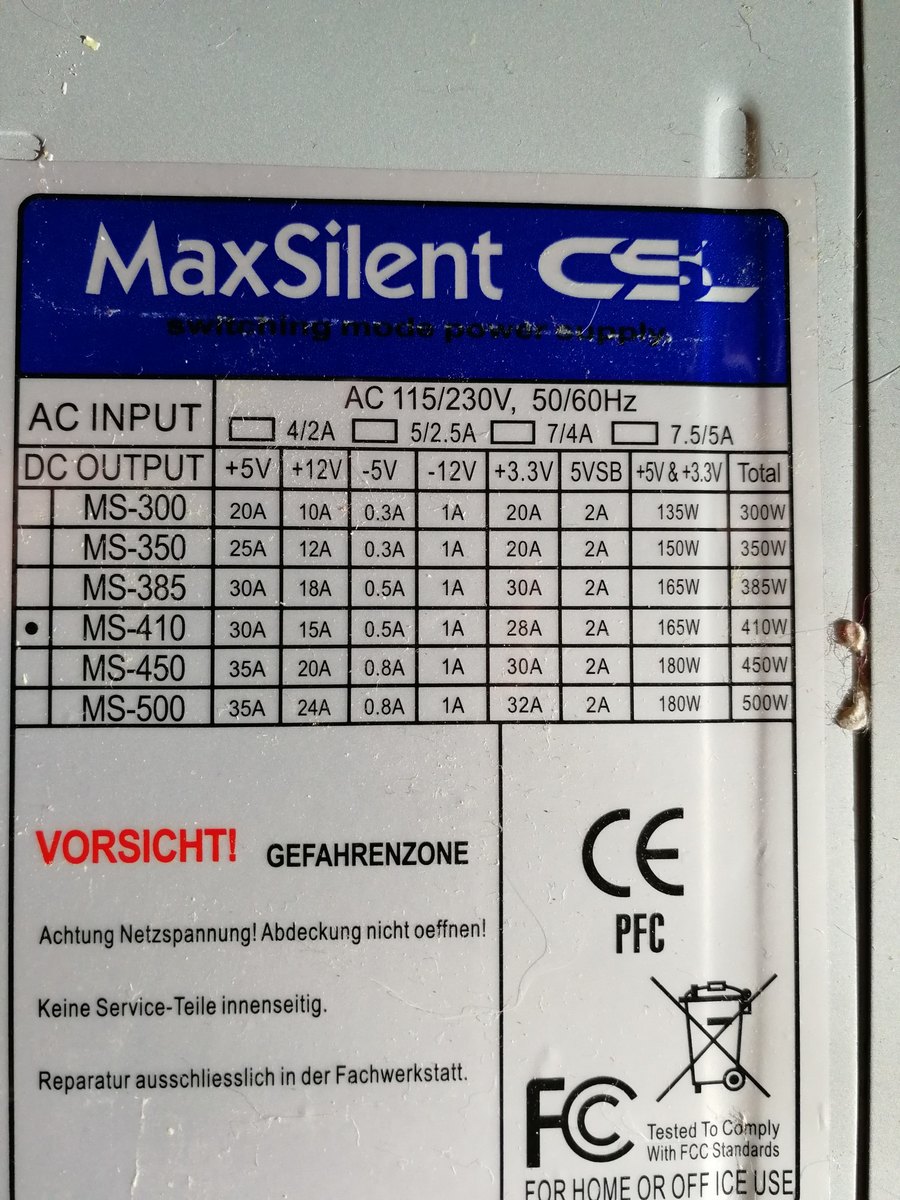 MaxSilent CSL
switching mode power supply.
AC INPUT AC 115/230V, 50/60Hz
4/2A 5/2.5A 7/4A 7.5/5A
DC OUTPUT +5V +12V -5V -12V +3.3V 5VSB +5V & +3.3V Total
MS-300 20A 10A 0.3A 1A 20A 2A 135W 300W
MS-350 25A 12A 0.3A 1A 20A 2A 150W 350W
MS-385 30A 18A 0.5A 1A 30A 2A 165W 385W
● MS-410 30A 15A 0.5A 1A 28A 2A 165W 410W
MS-450 35A 20A 0.8A 1A 30A 2A 180W 450W
MS-500 35A 24A 0.8A 1A 32A 2A 180W 500W
VORSICHT! GEFAHRENZONE
Achtung Netzspannung! Abdeckung nicht oeffnen!
Keine Service-Teile innenseitig.
Reparatur ausschliesslich in der Fachwerkstatt.
CE
PFC
FC
Tested To Comply
With FCC Standards
FOR HOME OR OFF ICE USE